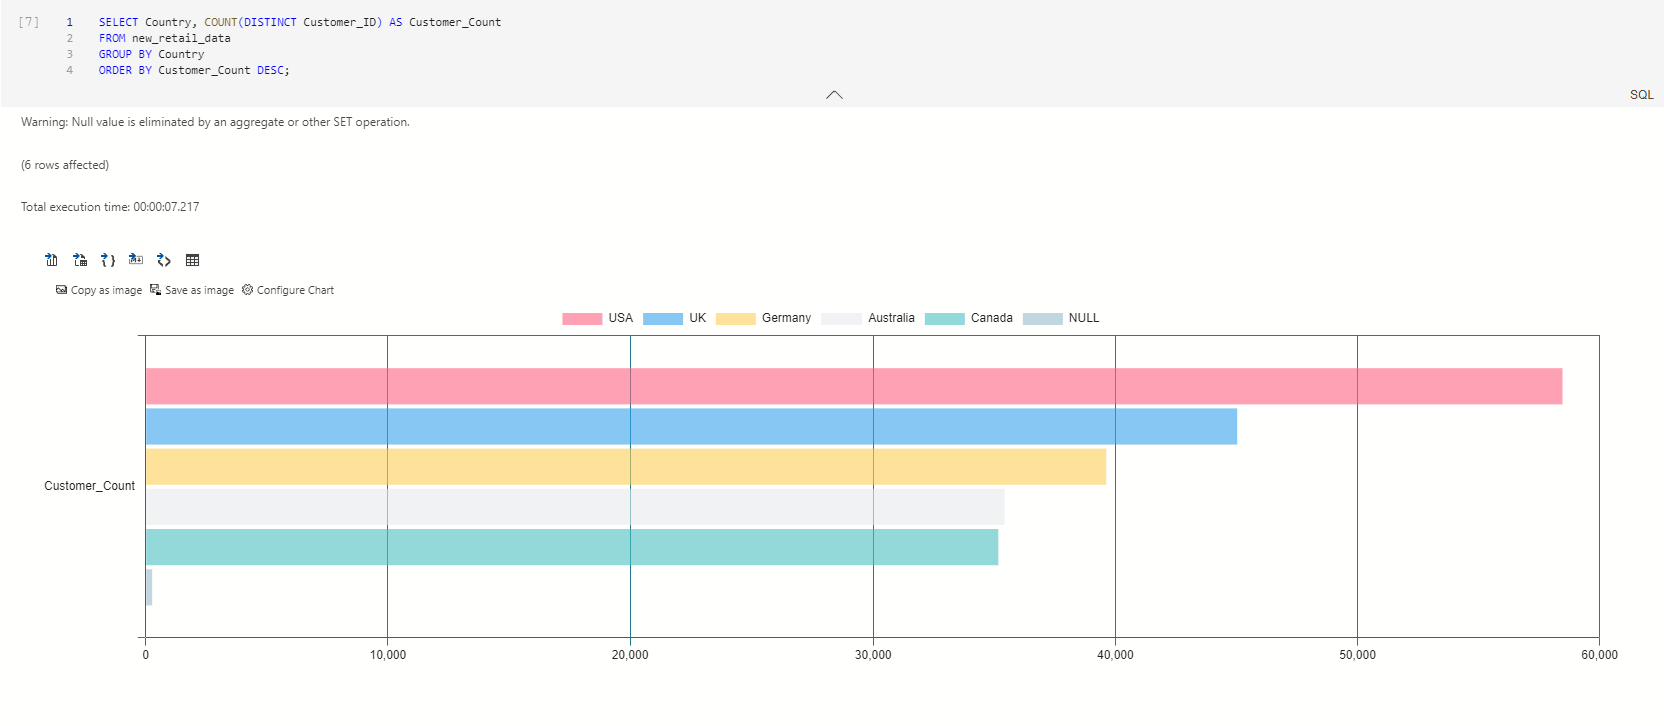 [7] 1 SELECT Country, COUNT(DISTINCT Customer_ID) AS Customer_Count
2 FROM new_retail_data
3 GROUP BY Country
4 ORDER BY Customer_Count DESC;
SQL
Warning: Null value is eliminated by an aggregate or other SET operation.
(6 rows affected)
Total execution time: 00:00:07.217
Copy as image Save as image Configure Chart
USA UK Germany Australia Canada NULL
Customer_Count
0 10,000 20,000 30,000 40,000 50,000 60,000